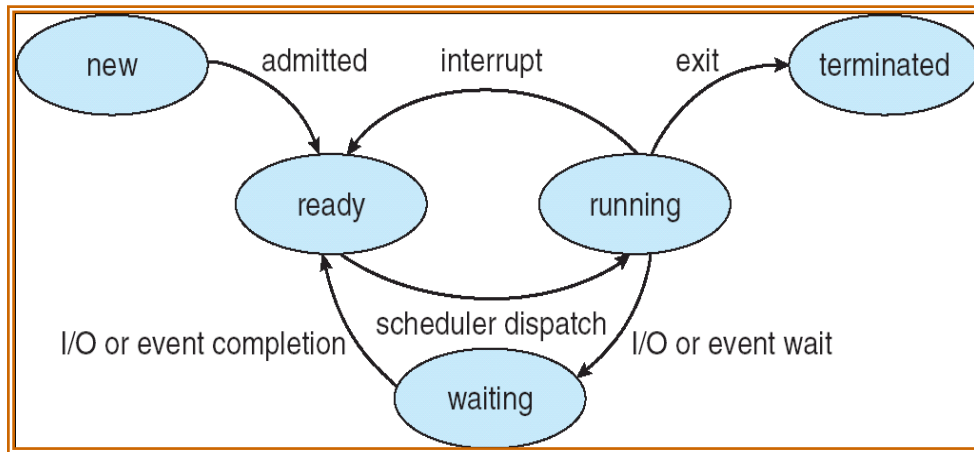 new
admitted
interrupt
exit
terminated
ready
running
scheduler dispatch
I/O or event completion
I/O or event wait
waiting